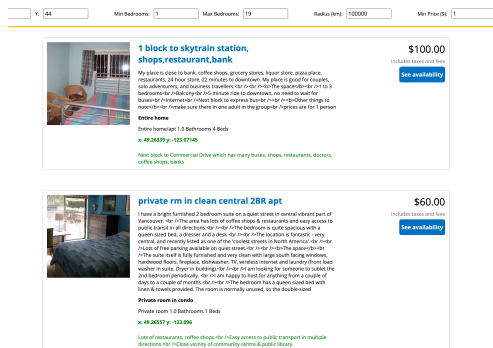 Y: 44 Min Bedrooms: 1 Max Bedrooms: 19 Radius (km): 100000 Min Price ($): 1
1 block to skytrain station,
shops,restaurant,bank
$100.00
Includes taxes and fees
See availability
My place is close to bank, coffee shops, grocery stores, liquor store, pizza place,
restaurants, 24-hour store, 22 minutes to downtown. My place is good for couples,
solo adventurers, and business travellers.<br /><br /><b>The space</b><br />1 to 3
bedrooms<br />Balcony<br />5-minute ride to downtown, no need to wait for
buses<br />Internet<br />Next block to express bus<br /><br /><b>Other things to
note</b><br />make sure there in one adult in the group<br />prices are for 1 person
Entire home
Entire home/apt 1.0 Bathrooms 4 Beds
x: 49.26339 y: -123.07145
Next block to Commercial Drive which has many buses, shops, restaurants, doctors,
coffee shops, banks
private rm in clean central 2BR apt
$60.00
Includes taxes and fees
See availability
I have a bright furnished 2 bedroom suite on a quiet street in central vibrant part of
Vancouver. <br />The area has lots of coffee shops & restaurants and easy access to
public transit in all directions.<br /><br />The bedroom is quite spacious with a
queen-sized bed, a dresser and a desk.<br /><br />The location is fantastic - very
central, and recently listed as one of the 'coolest streets in North America'.<br /><br
/>Lots of free parking available on quiet street.<br /><br /><b>The space</b><br
/>The suite itself is fully furnished and very clean with large south facing windows,
hardwood floors, fireplace, dishwasher, TV, wireless internet and laundry (front load
washer in suite. Dryer in building).<br /><br />I am looking for someone to sublet the
2nd bedroom periodically. <br />I am happy to host for anything from a couple of
days to a couple of months.<br /><br />The bedroom has a queen sized bed with
linen & towels provided. The room is normally unused, so the double-sized
Private room in condo
Private room 1.0 Bathrooms 1 Beds
x: 49.26557 y: -123.096
Lots of restaurants, coffee shops.<br />Easy access to public transport in multiple
directions.<br />Close vicinity of community centre & public library.